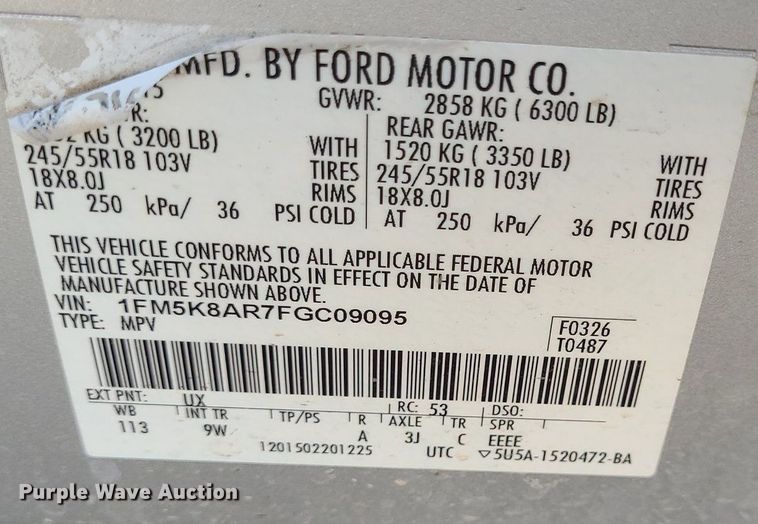 MFD. BY FORD MOTOR CO.
GVWR: 2858 KG ( 6300 LB)
KG ( 3200 LB) WITH
245/55R18 103V TIRES
18X8.0J RIMS
AT 250 kPa/ 36 PSI COLD
REAR GAWR:
1520 KG ( 3350 LB) WITH
245/55R18 103V TIRES
18X8.0J RIMS
AT 250 kPa/ 36 PSI COLD
THIS VEHICLE CONFORMS TO ALL APPLICABLE FEDERAL MOTOR
VEHICLE SAFETY STANDARDS IN EFFECT ON THE DATE OF
MANUFACTURE SHOWN ABOVE.
VIN: 1FM5K8AR7FGC09095
TYPE: MPV
F0326
T0487
EXT PNT: UX RC: 53 DSO:
WB INT TR TP/PS R AXLE TR SPR
113 9W A 3J C EEEE
1201502201225 UTC ▽5U5A-1520472-BA
Purple Wave Auction